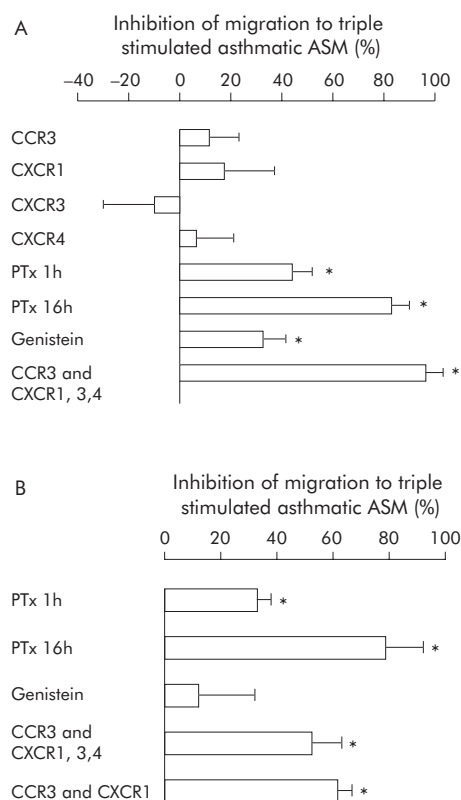 A
Inhibition of migration to triple
stimulated asthmatic ASM (%)
−40 −20 0 20 40 60 80 100
CCR3
CXCR1
CXCR3
CXCR4
PTx 1h *
PTx 16h *
Genistein *
CCR3 and
CXCR1, 3,4 *
B
Inhibition of migration to triple
stimulated asthmatic ASM (%)
0 20 40 60 80 100
PTx 1h *
PTx 16h *
Genistein
CCR3 and
CXCR1, 3,4 *
CCR3 and CXCR1 *